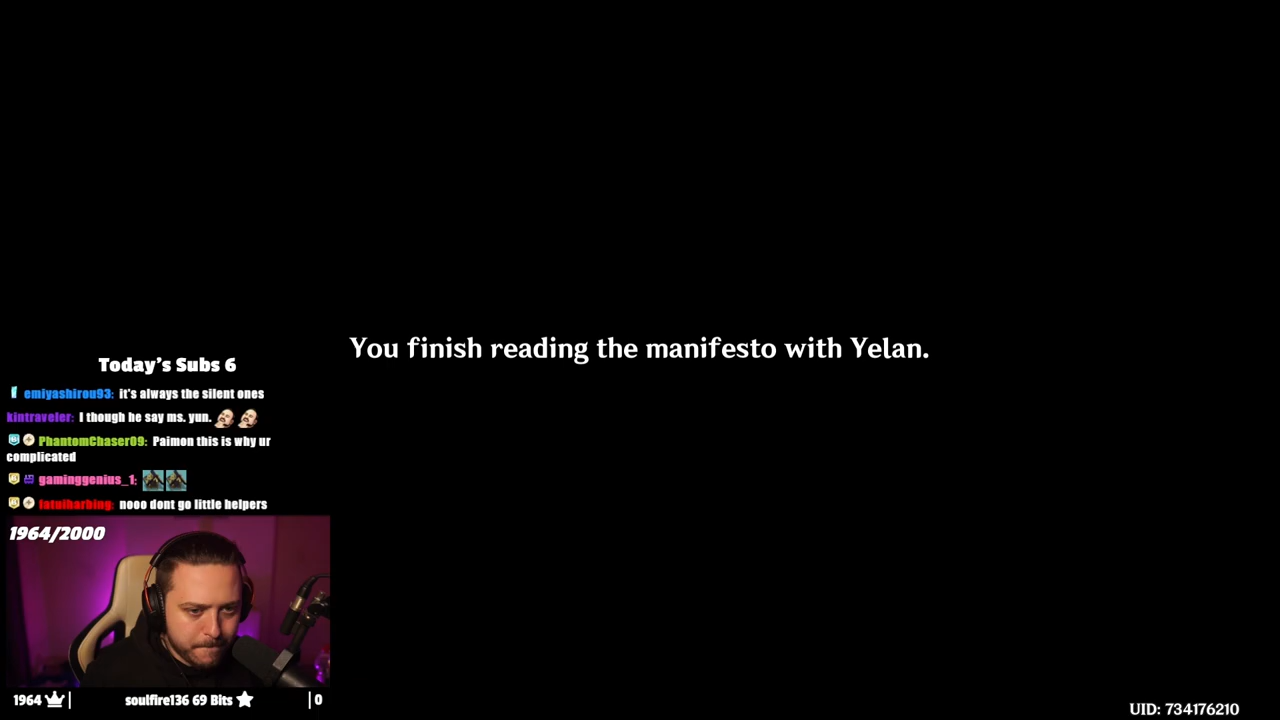 You finish reading the manifesto with Yelan.
Today's Subs 6
emiyashirou93: it's always the silent ones
kintraveler: I though he say ms. yun.
PhantomChaser09: Paimon this is why ur
complicated
gaminggenius_1:
fatuiharbing: nooo dont go little helpers
1964/2000
1964 | soulfire136 69 Bits | 0
UID: 734176210